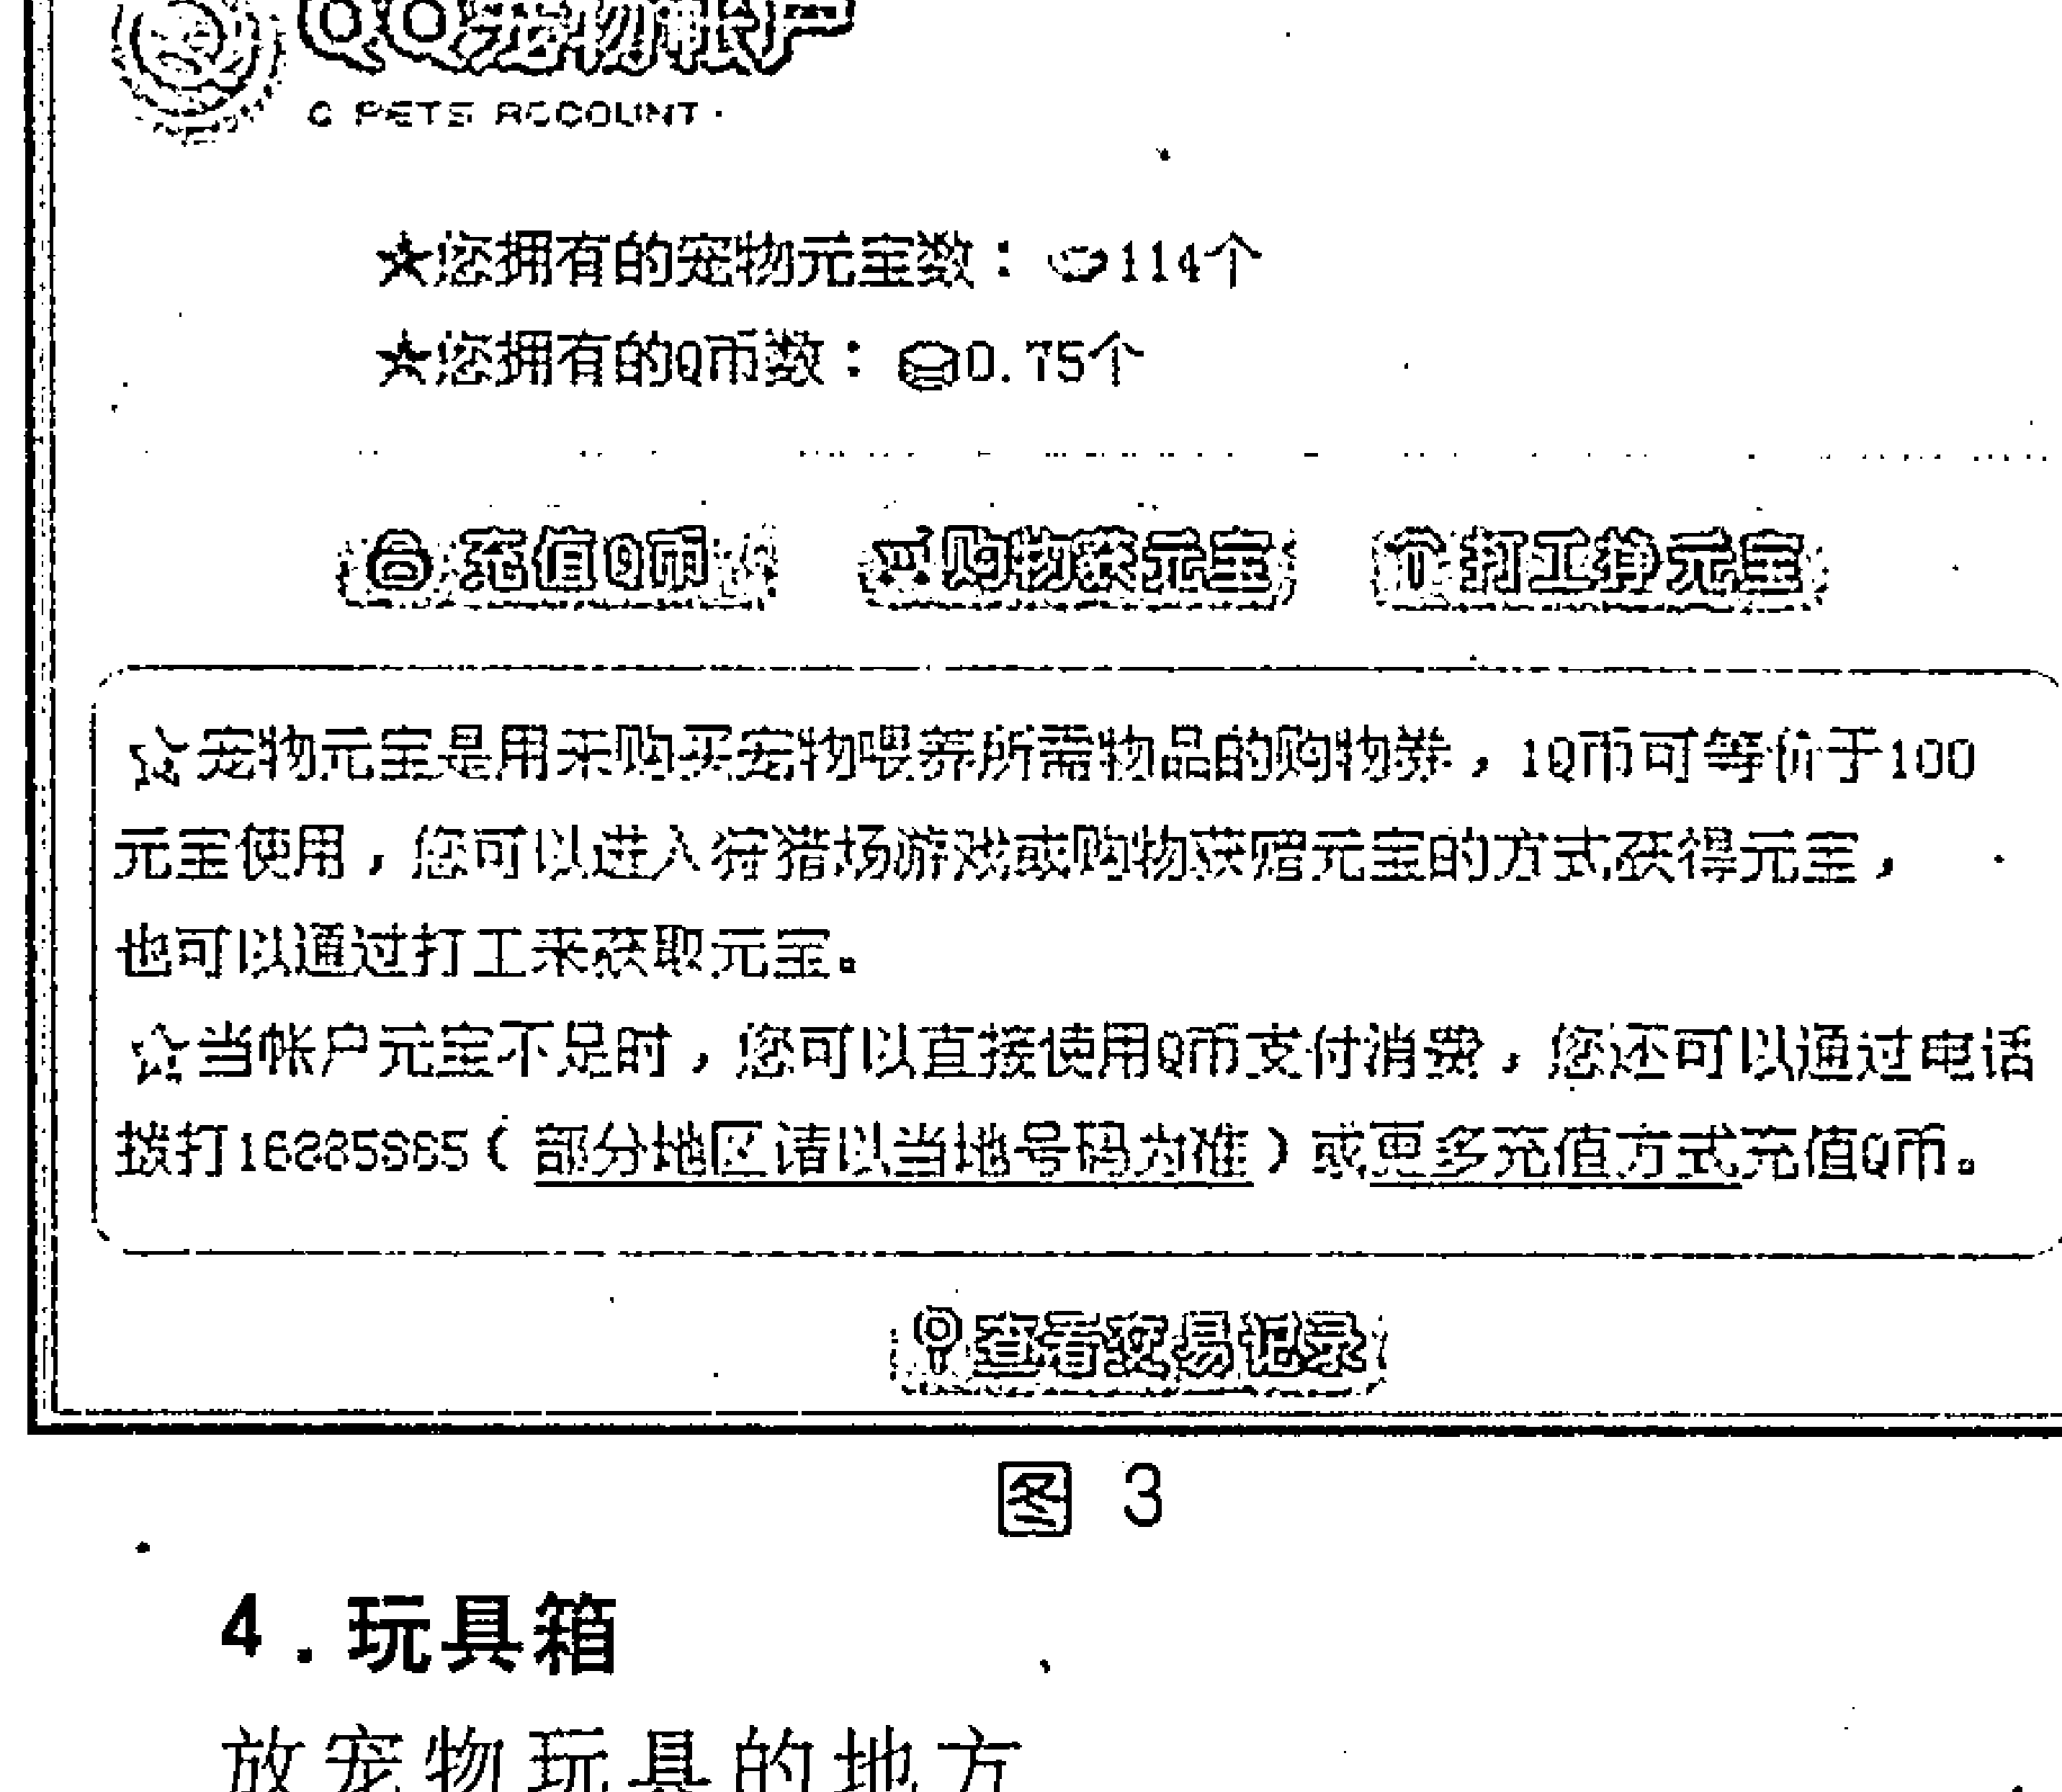 QQ宠物帐户
Q PETS ACCOUNT
★您拥有的宠物元宝数：114个
★您拥有的Q币数：0.75个
充值Q币 购物获元宝 打工挣元宝
☆宠物元宝是用来购买宠物喂养所需物品的购物券，1Q币可等价于100
元宝使用，您可以进入狩猎场游戏或购物获赠元宝的方式获得元宝，
也可以通过打工来获取元宝。
☆当帐户元宝不足时，您可以直接使用Q币支付消费，您还可以通过电话
拨打（部分地区请以当地号码为准）或更多充值方式充值Q币。
查看交易记录
图 3
4．玩具箱
放宠物玩具的地方